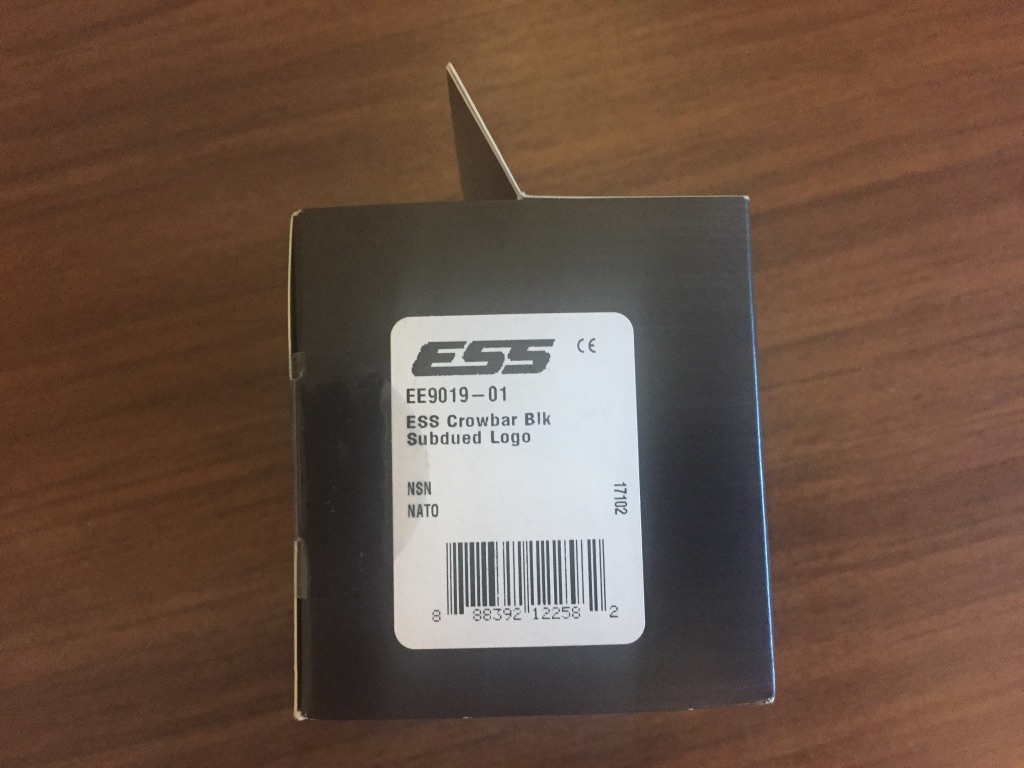 ESS CE
EE9019-01
ESS Crowbar Blk
Subdued Logo
NSN
NATO
17102
8 88392 12258 2